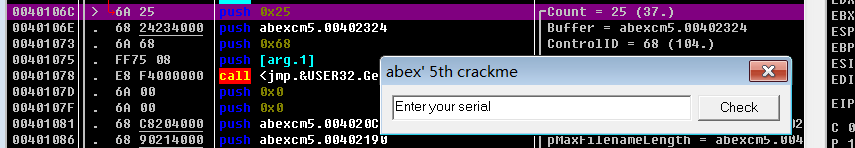 0040106C > 6A 25 push 0x25 Count = 25 (37.) EBX
0040106E . 68 24234000 push abexcm5.00402324 Buffer = abexcm5.00402324 ESP
00401073 . 6A 68 push 0x68 ControlID = 68 (104.) EBP
00401075 . FF75 08 push [arg.1] ESI
00401078 . E8 F4000000 call <jmp.&USER32.Ge EDI
0040107D . 6A 00 push 0x0
0040107F . 6A 00 push 0x0 EIP
00401081 . 68 C8204000 push abexcm5.004020C
00401086 . 68 90214000 push abexcm5.00402190 pMaxFilenameLength = abexcm5.004
abex' 5th crackme
Enter your serial
Check